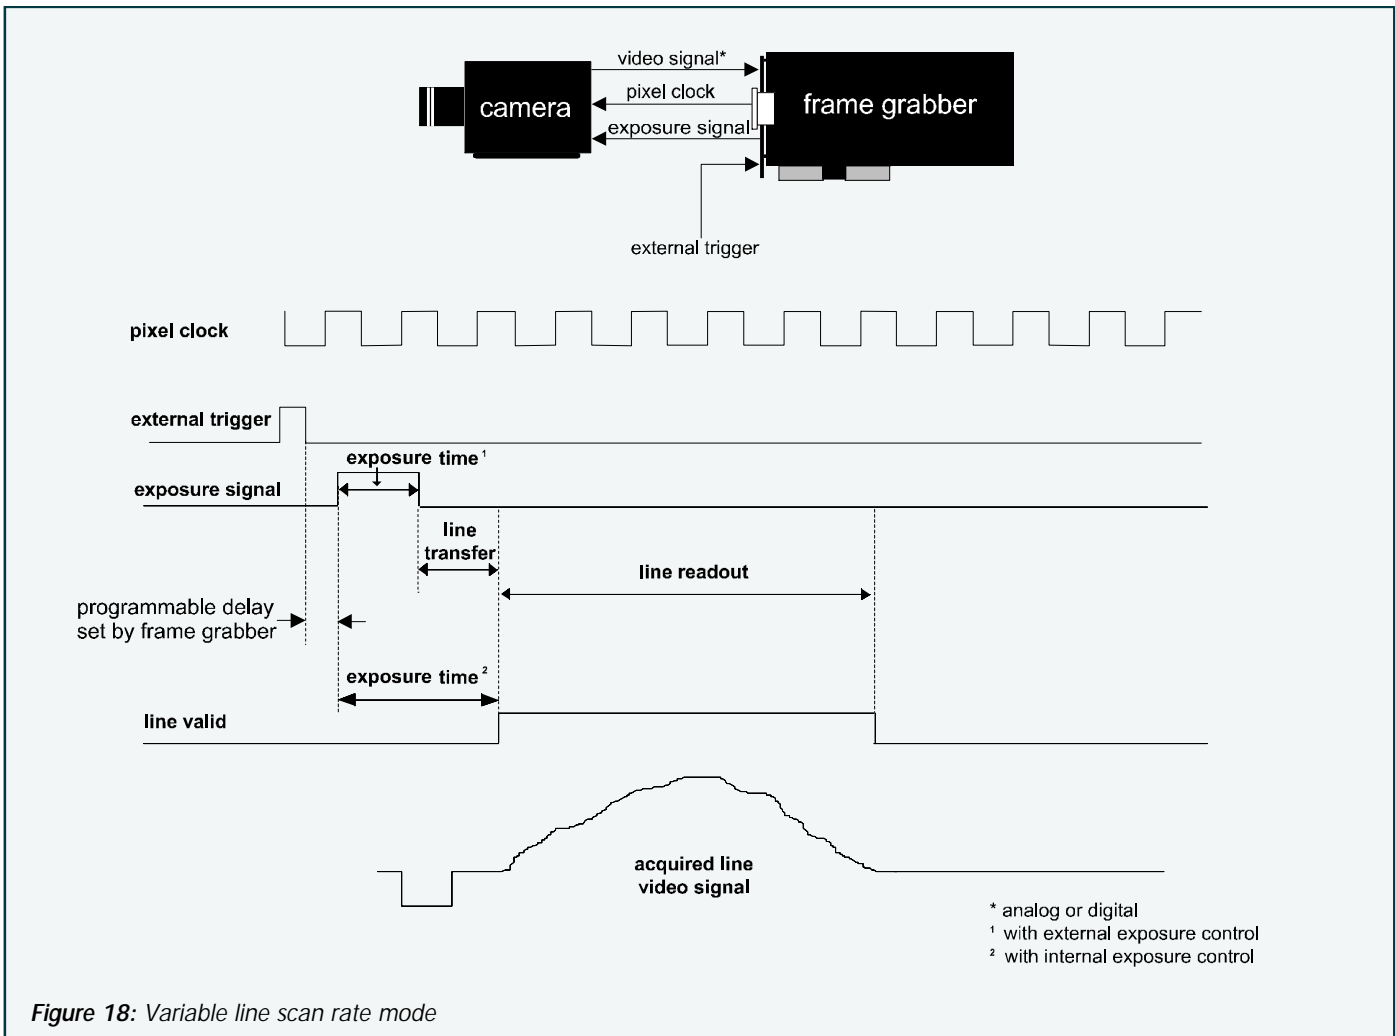 video signal*
camera
pixel clock
frame grabber
exposure signal
external trigger
pixel clock
external trigger
exposure time ¹
exposure signal
line
transfer
line readout
programmable delay
set by frame grabber
exposure time ²
line valid
acquired line
video signal
* analog or digital
¹ with external exposure control
² with internal exposure control
Figure 18: Variable line scan rate mode